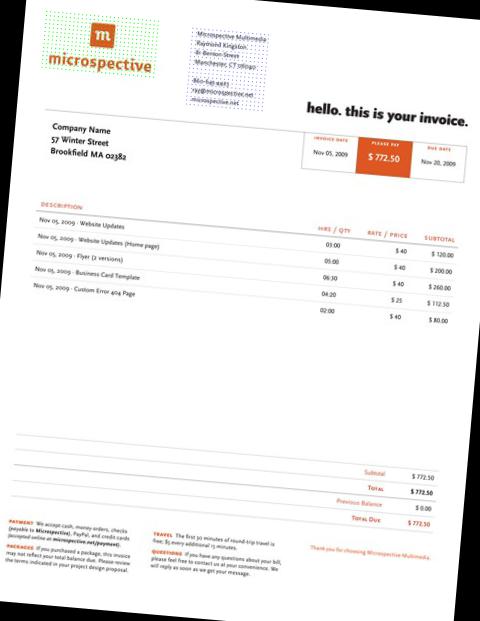 m
microspective
Microspective Multimedia
Raymond Kingston
81 Benson Street
Manchester, CT 06040
ray@microspective.net
microspective.net
hello. this is your invoice.
Company Name
57 Winter Street
Brookfield MA 02382
INVOICE DATE PLEASE PAY DUE DATE
Nov 05, 2009 $ 772.50 Nov 20, 2009
DESCRIPTION HRS / QTY RATE / PRICE SUBTOTAL
Nov 05, 2009 · Website Updates 03:00 $ 40 $ 120.00
Nov 05, 2009 · Website Updates (Home page) 05:00 $ 40 $ 200.00
Nov 05, 2009 · Flyer (2 versions) 06:30 $ 40 $ 260.00
Nov 05, 2009 · Business Card Template 04:20 $ 25 $ 112.50
Nov 05, 2009 · Custom Error 404 Page 02:00 $ 40 $ 80.00
Subtotal $ 772.50
TOTAL $ 772.50
Previous Balance $ 0.00
TOTAL DUE $ 772.50
PAYMENT We accept cash, money orders, checks
(payable to Microspective), PayPal, and credit cards
(accepted online at microspective.net/payment).
PACKAGES If you purchased a package, this invoice
may not reflect your total balance due. Please review
the terms indicated in your project design proposal.
TRAVEL The first 30 minutes of round-trip travel is
free; $5 every additional 15 minutes.
QUESTIONS If you have any questions about your bill,
please feel free to contact us at your convenience. We
will reply as soon as we get your message.
Thank you for choosing Microspective Multimedia.